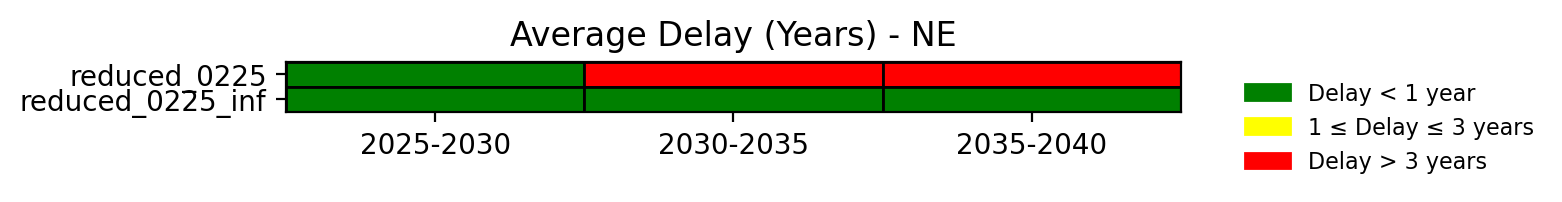 Average Delay (Years) - NE
reduced_0225
reduced_0225_inf
2025-2030
2030-2035
2035-2040
Delay < 1 year
1 ≤ Delay ≤ 3 years
Delay > 3 years